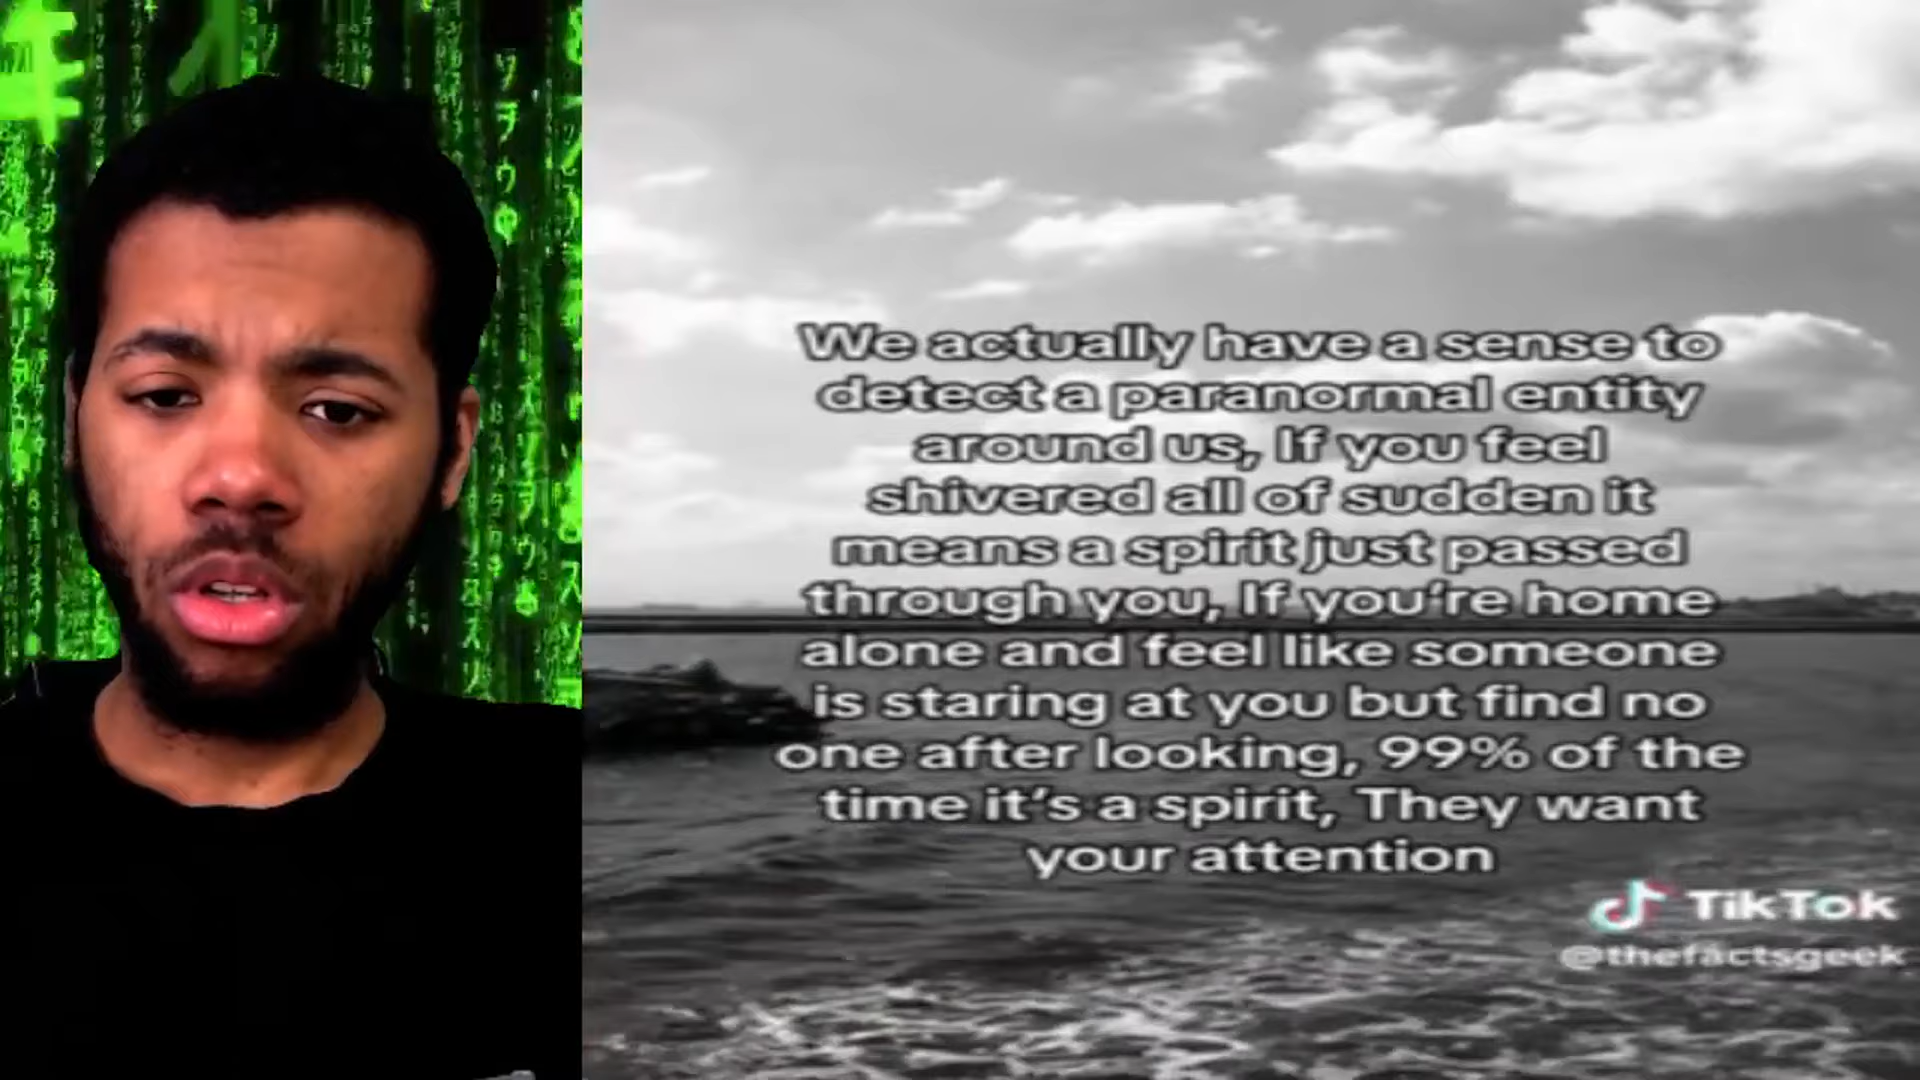 We actually have a sense to
detect a paranormal entity
around us, If you feel
shivered all of sudden it
means a spirit just passed
through you, If you're home
alone and feel like someone
is staring at you but find no
one after looking, 99% of the
time it's a spirit, They want
your attention
TikTok
@thefactsgeek